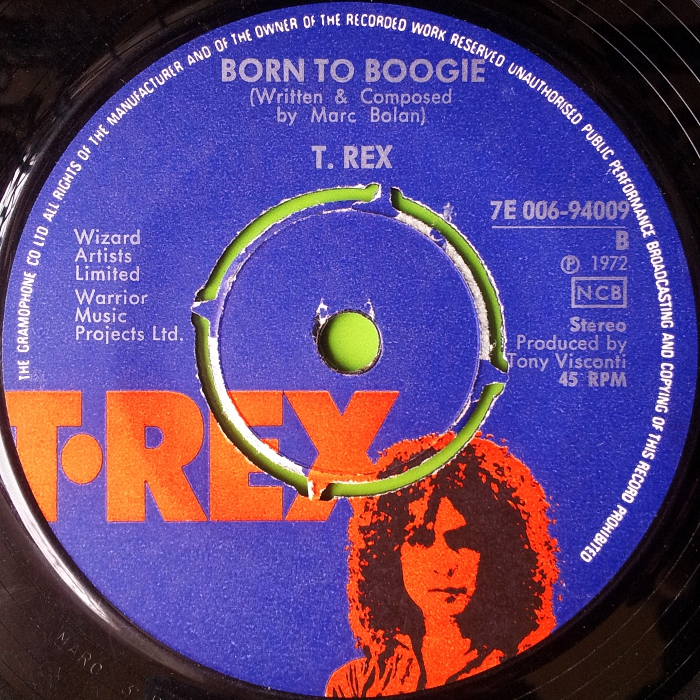 THE GRAMOPHONE CO LTD ALL RIGHTS OF THE MANUFACTURER AND OF THE OWNER OF THE RECORDED WORK RESERVED UNAUTHORISED PUBLIC PERFORMANCE BROADCASTING AND COPYING OF THIS RECORD PROHIBITED
BORN TO BOOGIE
(Written & Composed
by Marc Bolan)
T. REX
7E 006-94009
B
Ⓟ 1972
NCB
Wizard
Artists
Limited
Warrior
Music
Projects Ltd.
Stereo
Produced by
Tony Visconti
45 RPM
T·REX
MARC